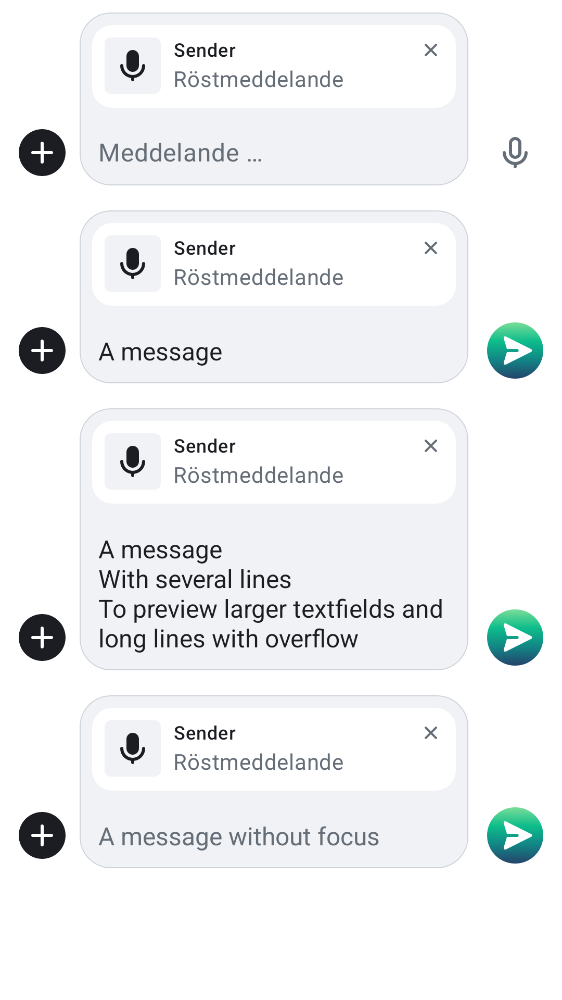 Sender
Röstmeddelande
Meddelande …
Sender
Röstmeddelande
A message
Sender
Röstmeddelande
A message
With several lines
To preview larger textfields and
long lines with overflow
Sender
Röstmeddelande
A message without focus